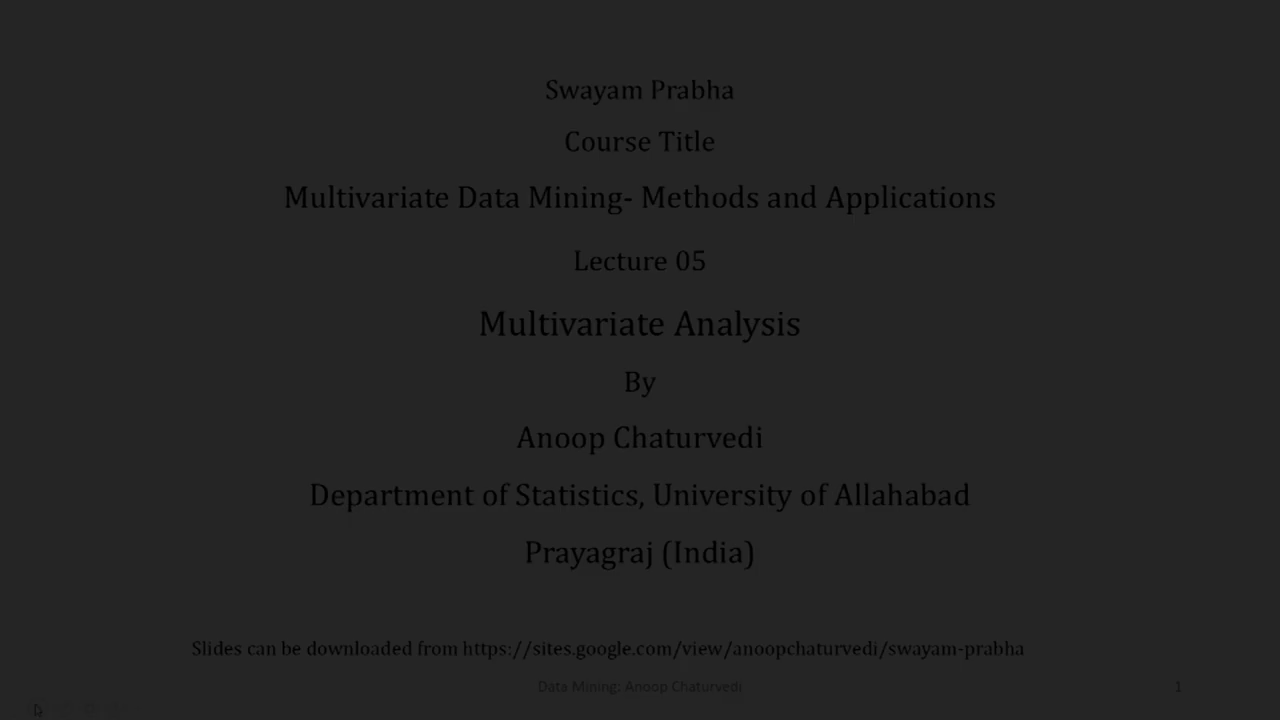 Swayam Prabha
Course Title
Multivariate Data Mining- Methods and Applications
Lecture 05
Multivariate Analysis
By
Anoop Chaturvedi
Department of Statistics, University of Allahabad
Prayagraj (India)
Slides can be downloaded from https://sites.google.com/view/anoopchaturvedi/swayam-prabha
Data Mining: Anoop Chaturvedi
1